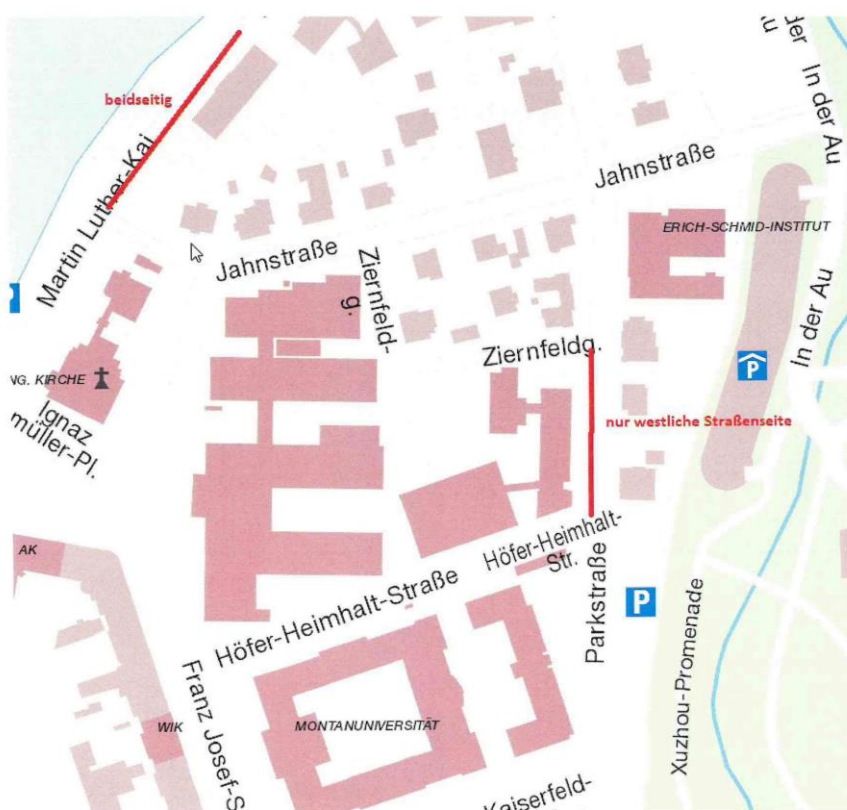 der
In der Au
beidseitig
Martin Luther-Kai
Jahnstraße
ERICH-SCHMID-INSTITUT
Jahnstraße
Ziernfeld-
g.
In der Au
Ziernfeldg.
P
NG. KIRCHE
Ignaz
müller-Pl.
nur westliche Straßenseite
AK
Höfer-Heimhalt-
Str.
Höfer-Heimhalt-Straße
P
Parkstraße
Xuzhou-Promenade
Franz Josef-S
WIK
MONTANUNIVERSITÄT
Kaiserfeld-